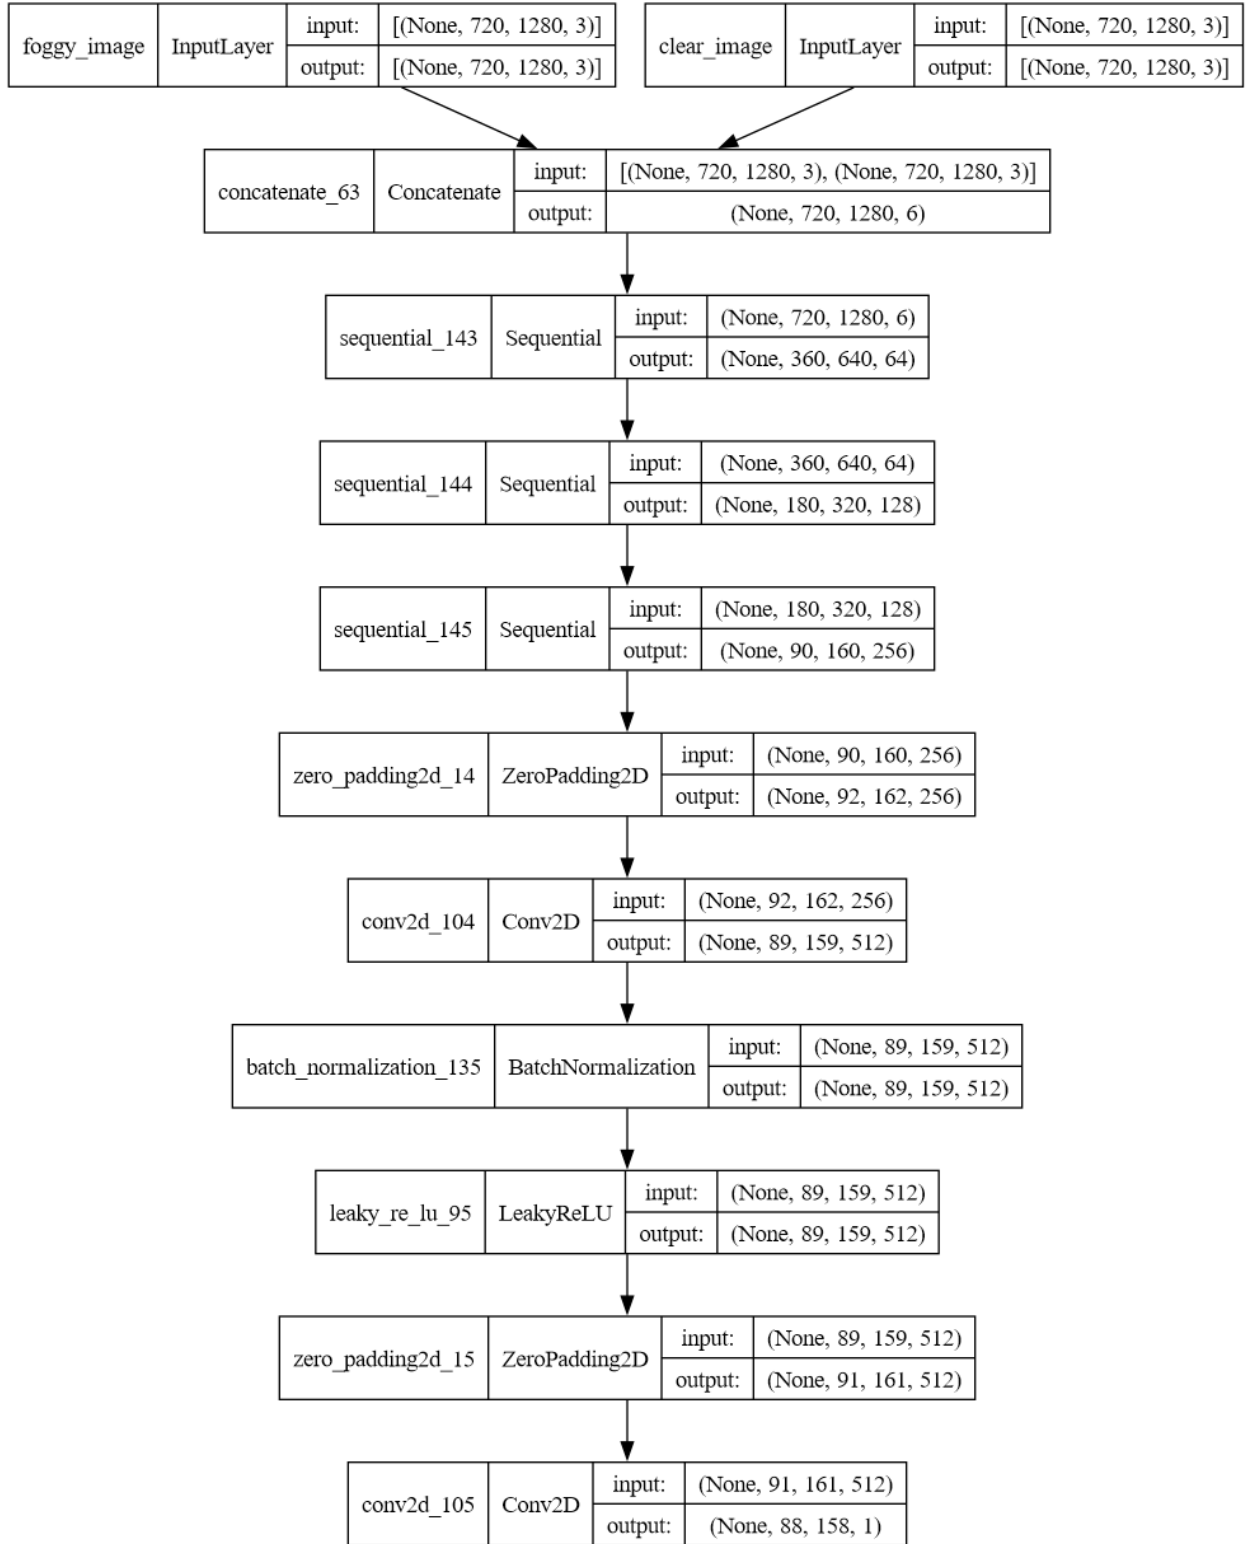 foggy_image InputLayer input: [(None, 720, 1280, 3)]
output: [(None, 720, 1280, 3)]
clear_image InputLayer input: [(None, 720, 1280, 3)]
output: [(None, 720, 1280, 3)]
concatenate_63 Concatenate input: [(None, 720, 1280, 3), (None, 720, 1280, 3)]
output: (None, 720, 1280, 6)
sequential_143 Sequential input: (None, 720, 1280, 6)
output: (None, 360, 640, 64)
sequential_144 Sequential input: (None, 360, 640, 64)
output: (None, 180, 320, 128)
sequential_145 Sequential input: (None, 180, 320, 128)
output: (None, 90, 160, 256)
zero_padding2d_14 ZeroPadding2D input: (None, 90, 160, 256)
output: (None, 92, 162, 256)
conv2d_104 Conv2D input: (None, 92, 162, 256)
output: (None, 89, 159, 512)
batch_normalization_135 BatchNormalization input: (None, 89, 159, 512)
output: (None, 89, 159, 512)
leaky_re_lu_95 LeakyReLU input: (None, 89, 159, 512)
output: (None, 89, 159, 512)
zero_padding2d_15 ZeroPadding2D input: (None, 89, 159, 512)
output: (None, 91, 161, 512)
conv2d_105 Conv2D input: (None, 91, 161, 512)
output: (None, 88, 158, 1)